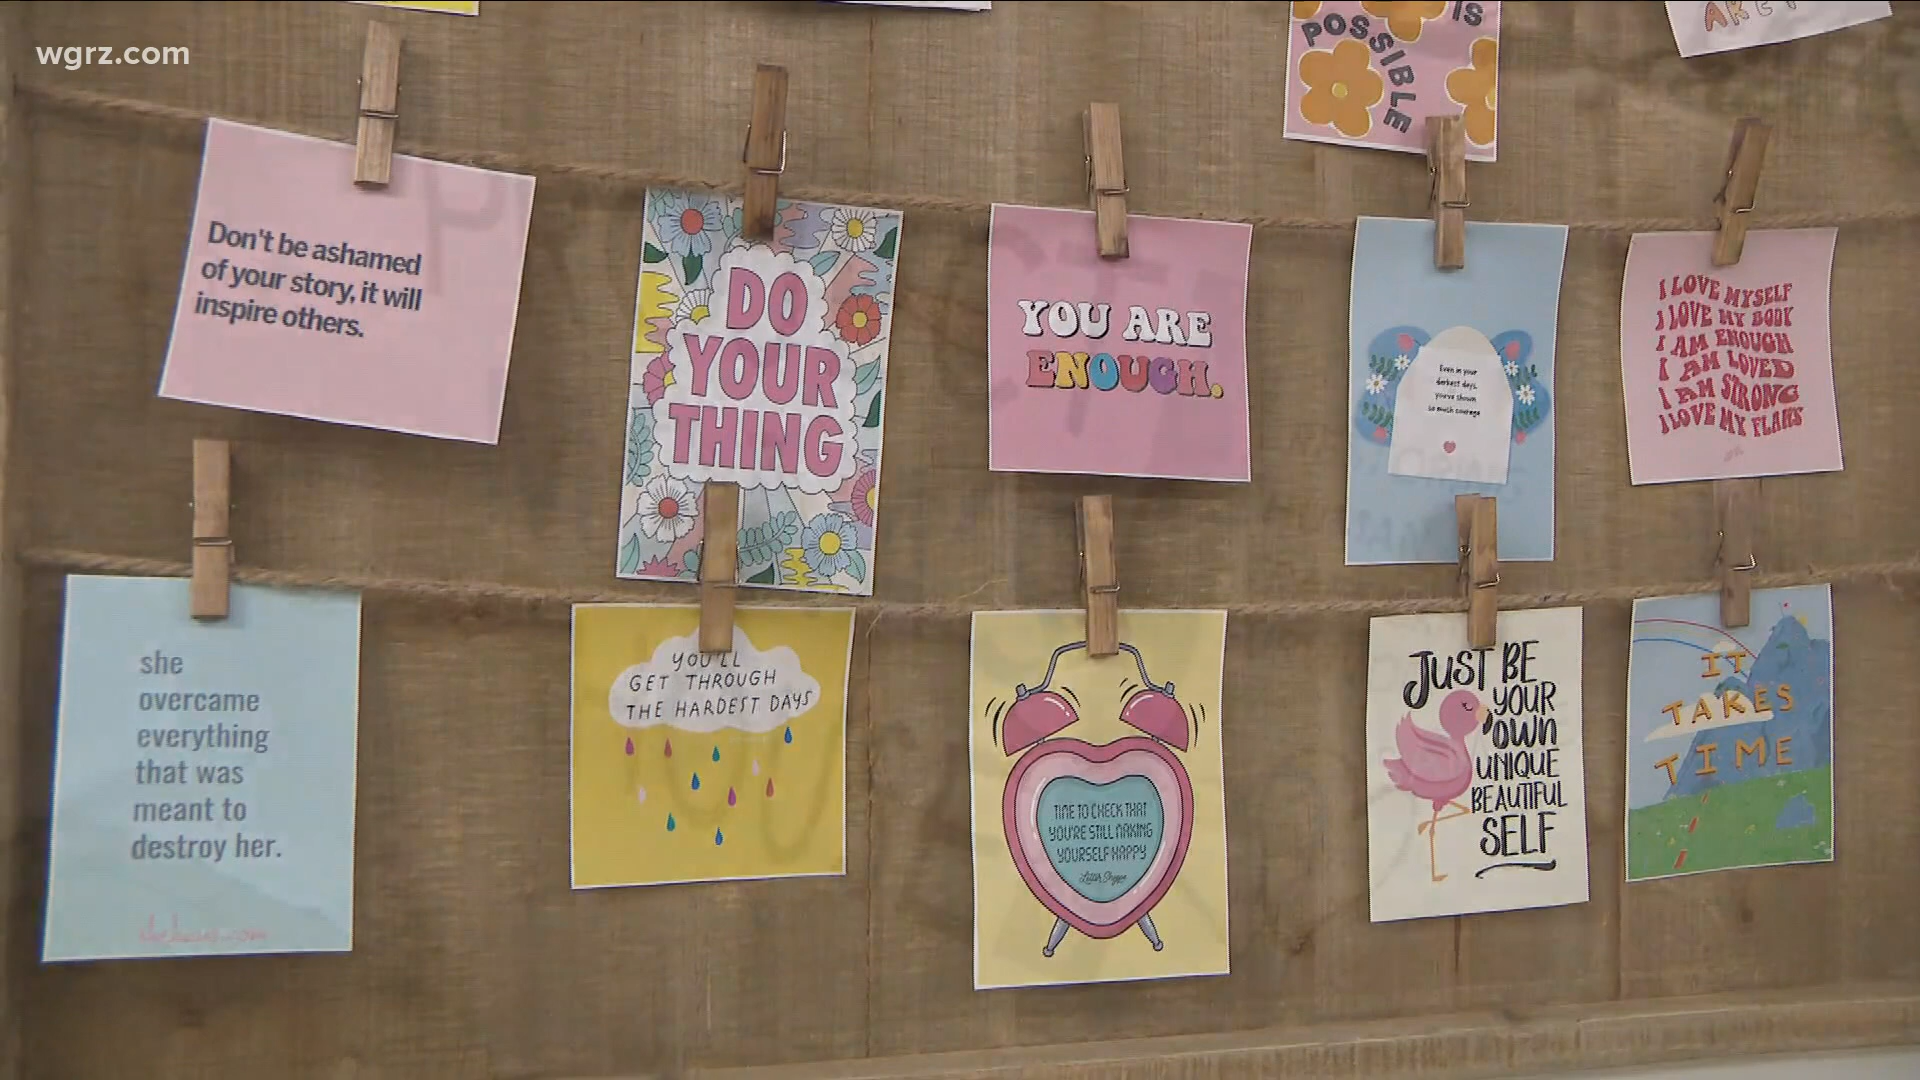 wgrz.com
POSSIBLE
IS
ARE
Don't be ashamed
of your story, it will
inspire others.
DO
YOUR
THING
YOU ARE
ENOUGH.
Even in your
darkest days,
you've shown
so much courage
I LOVE MYSELF
I LOVE MY BODY
I AM ENOUGH
I AM LOVED
I AM STRONG
I LOVE MY FLAWS
she
overcame
everything
that was
meant to
destroy her.
YOU'LL
GET THROUGH
THE HARDEST DAYS
TIME TO CHECK THAT
YOU'RE STILL MAKING
YOURSELF HAPPY
JUST BE
YOUR
OWN
UNIQUE
BEAUTIFUL
SELF
IT
TAKES
TIME